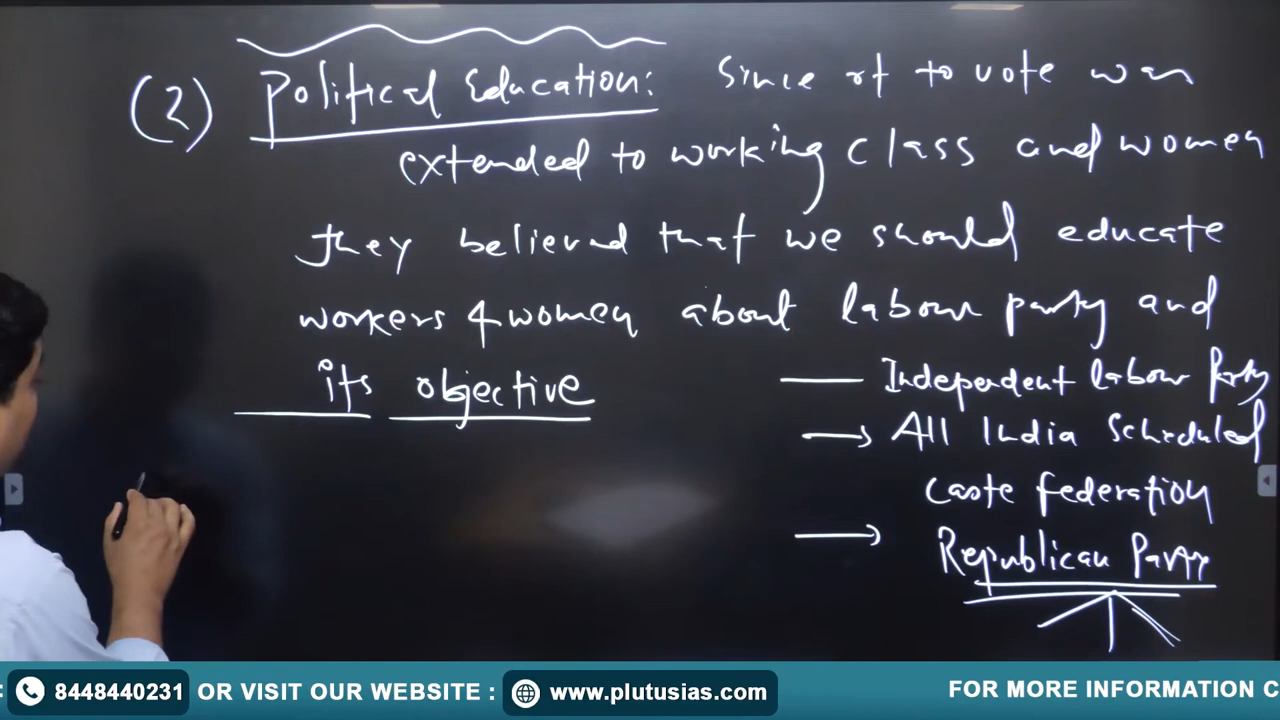 (2) Political Education: Since rt to vote was
extended to working class and women
they believed that we should educate
workers & women about labour party and
its objective
— Independent labour Party
→ All India Scheduled
Caste federation
→ Republican Party
8448440231 OR VISIT OUR WEBSITE : www.plutusias.com FOR MORE INFORMATION C